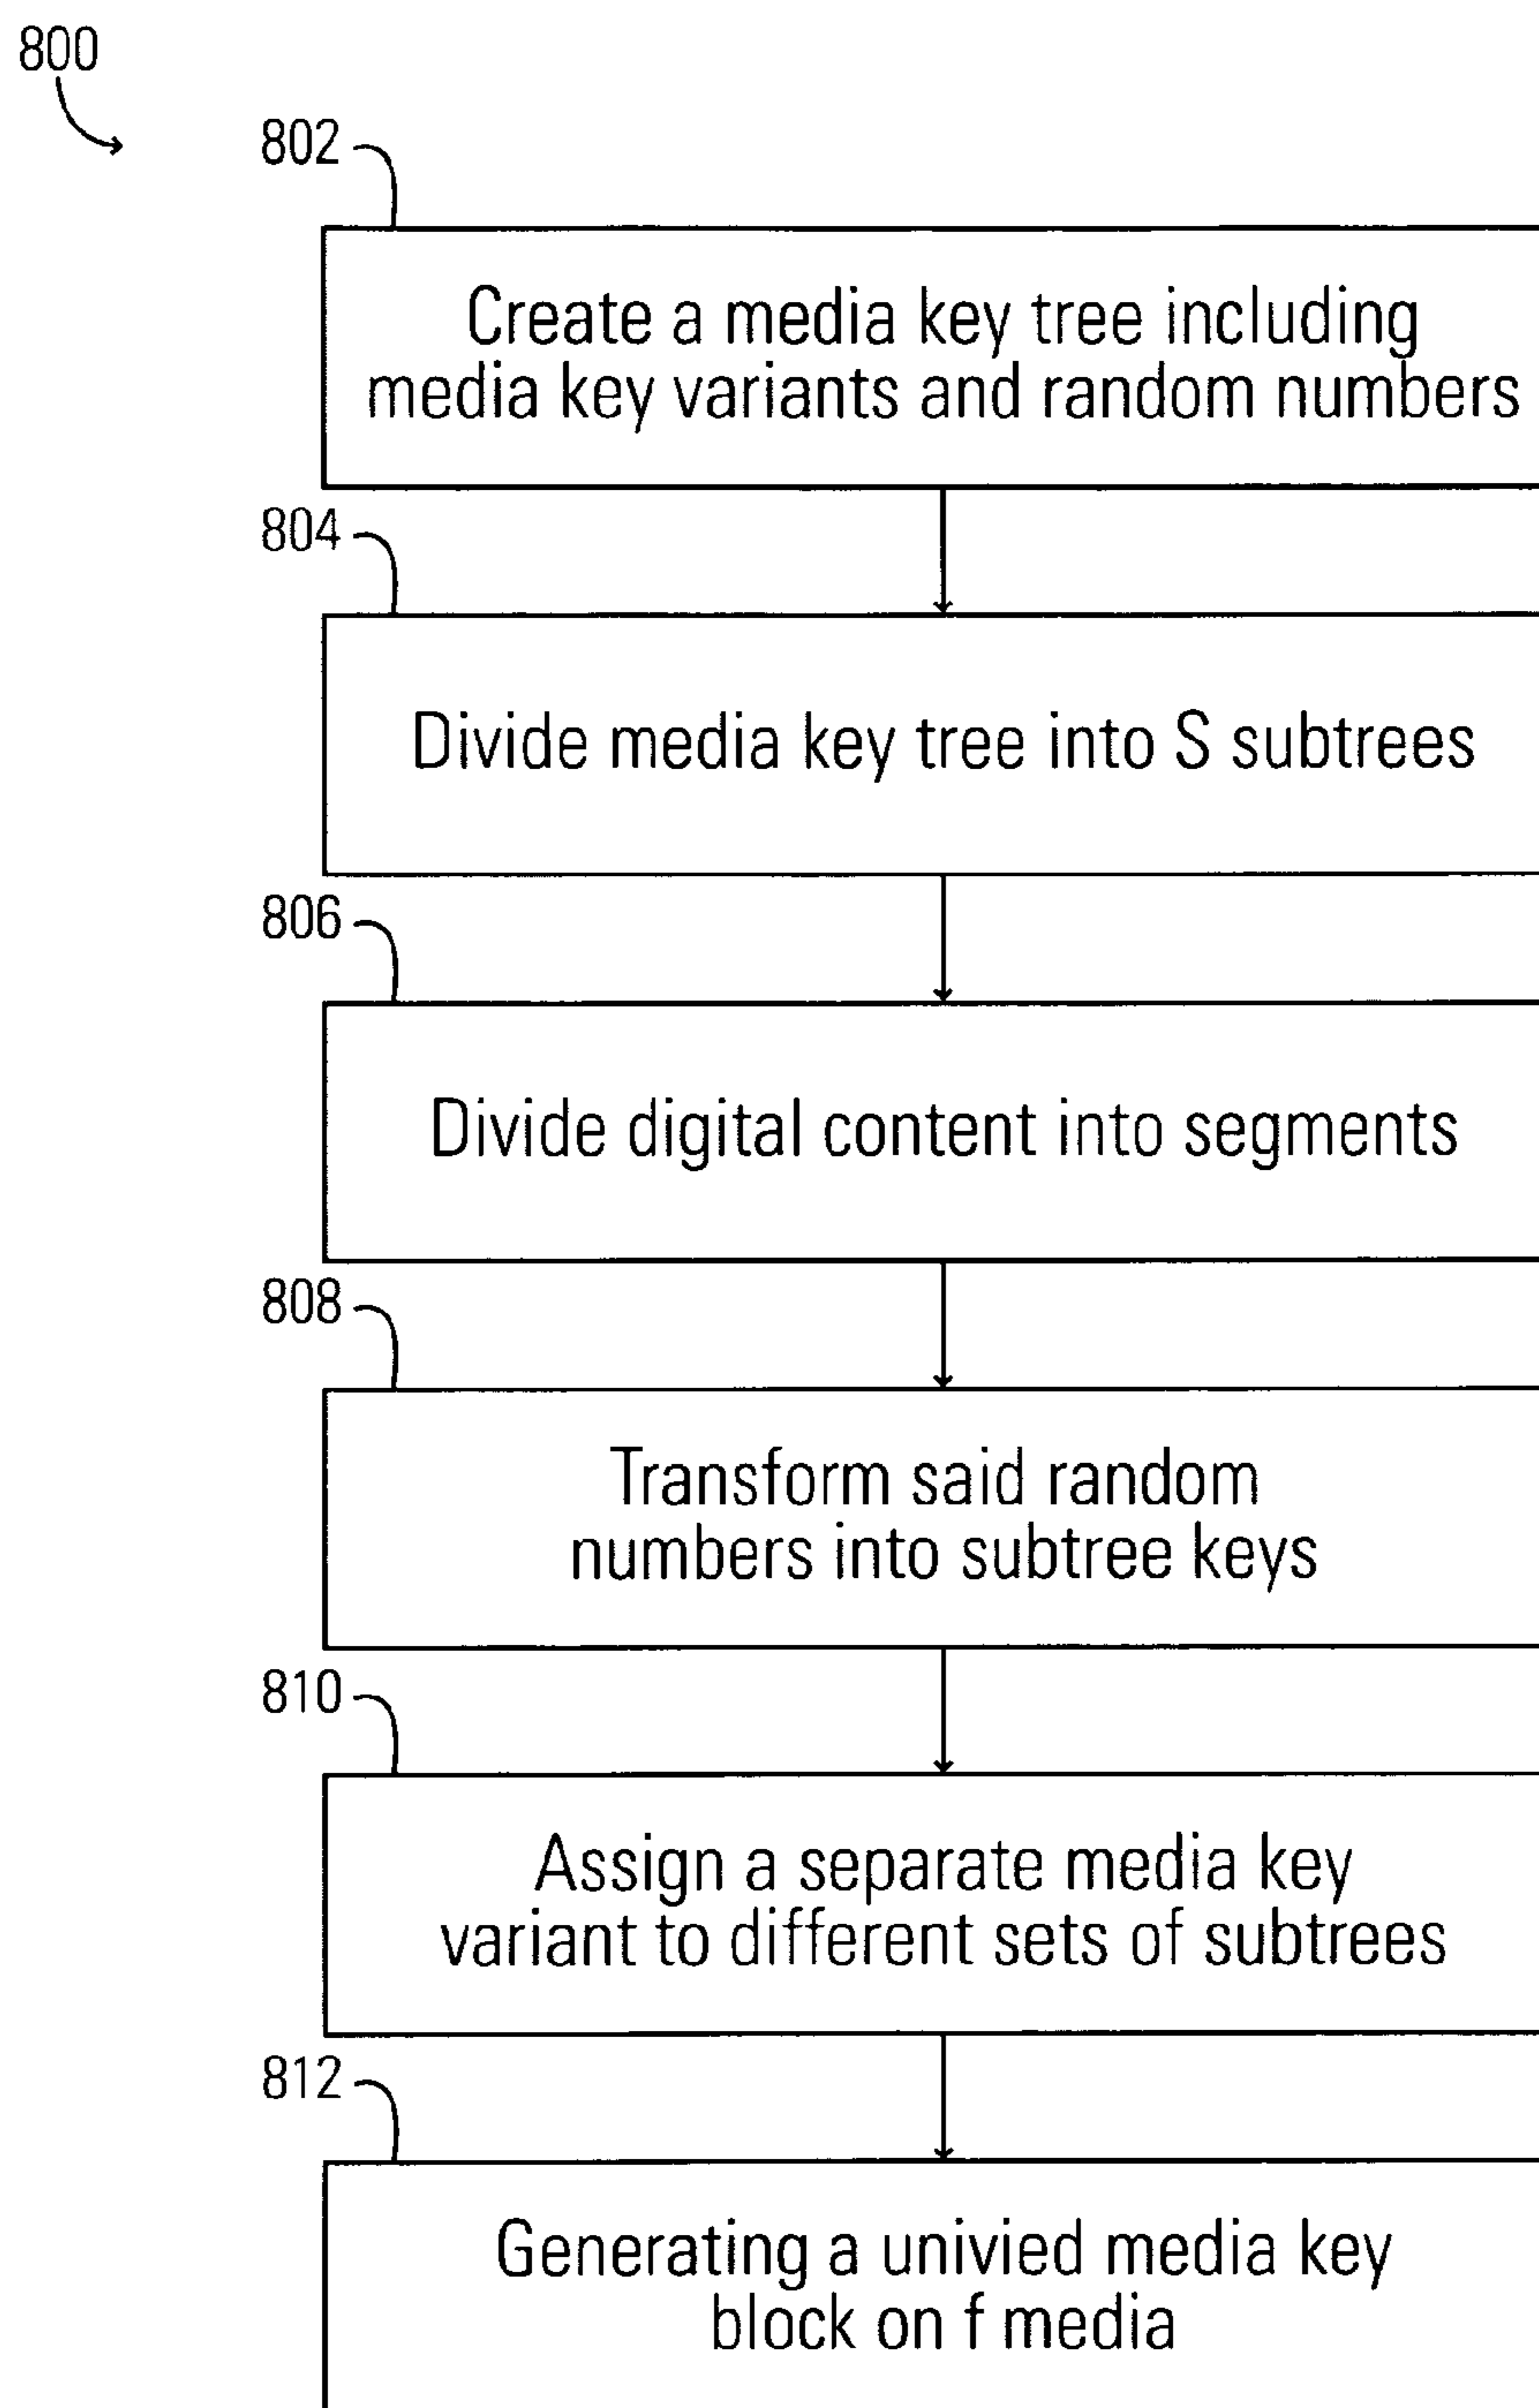 800
802
Create a media key tree including
media key variants and random numbers
804
Divide media key tree into S subtrees
806
Divide digital content into segments
808
Transform said random
numbers into subtree keys
810
Assign a separate media key
variant to different sets of subtrees
812
Generating a univied media key
block on f media